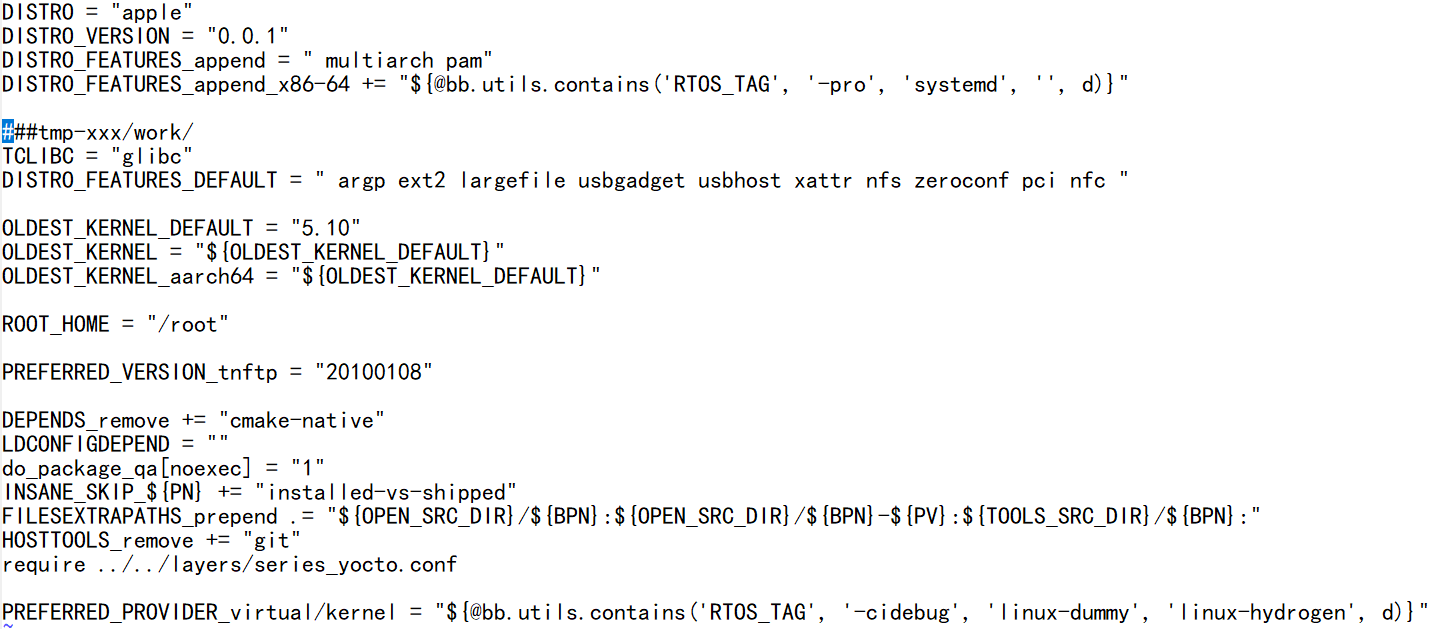 DISTRO = "apple"
DISTRO_VERSION = "0.0.1"
DISTRO_FEATURES_append = " multiarch pam"
DISTRO_FEATURES_append_x86-64 += "${@bb.utils.contains('RTOS_TAG', '-pro', 'systemd', '', d)}"
###tmp-xxx/work/
TCLIBC = "glibc"
DISTRO_FEATURES_DEFAULT = " argp ext2 largefile usbgadget usbhost xattr nfs zeroconf pci nfc "
OLDEST_KERNEL_DEFAULT = "5.10"
OLDEST_KERNEL = "${OLDEST_KERNEL_DEFAULT}"
OLDEST_KERNEL_aarch64 = "${OLDEST_KERNEL_DEFAULT}"
ROOT_HOME = "/root"
PREFERRED_VERSION_tnftp = "20100108"
DEPENDS_remove += "cmake-native"
LDCONFIGDEPEND = ""
do_package_qa[noexec] = "1"
INSANE_SKIP_${PN} += "installed-vs-shipped"
FILESEXTRAPATHS_prepend .= "${OPEN_SRC_DIR}/${BPN}:${OPEN_SRC_DIR}/${BPN}-${PV}:${TOOLS_SRC_DIR}/${BPN}:"
HOSTTOOLS_remove += "git"
require ../../layers/series_yocto.conf
PREFERRED_PROVIDER_virtual/kernel = "${@bb.utils.contains('RTOS_TAG', '-cidebug', 'linux-dummy', 'linux-hydrogen', d)}"
~